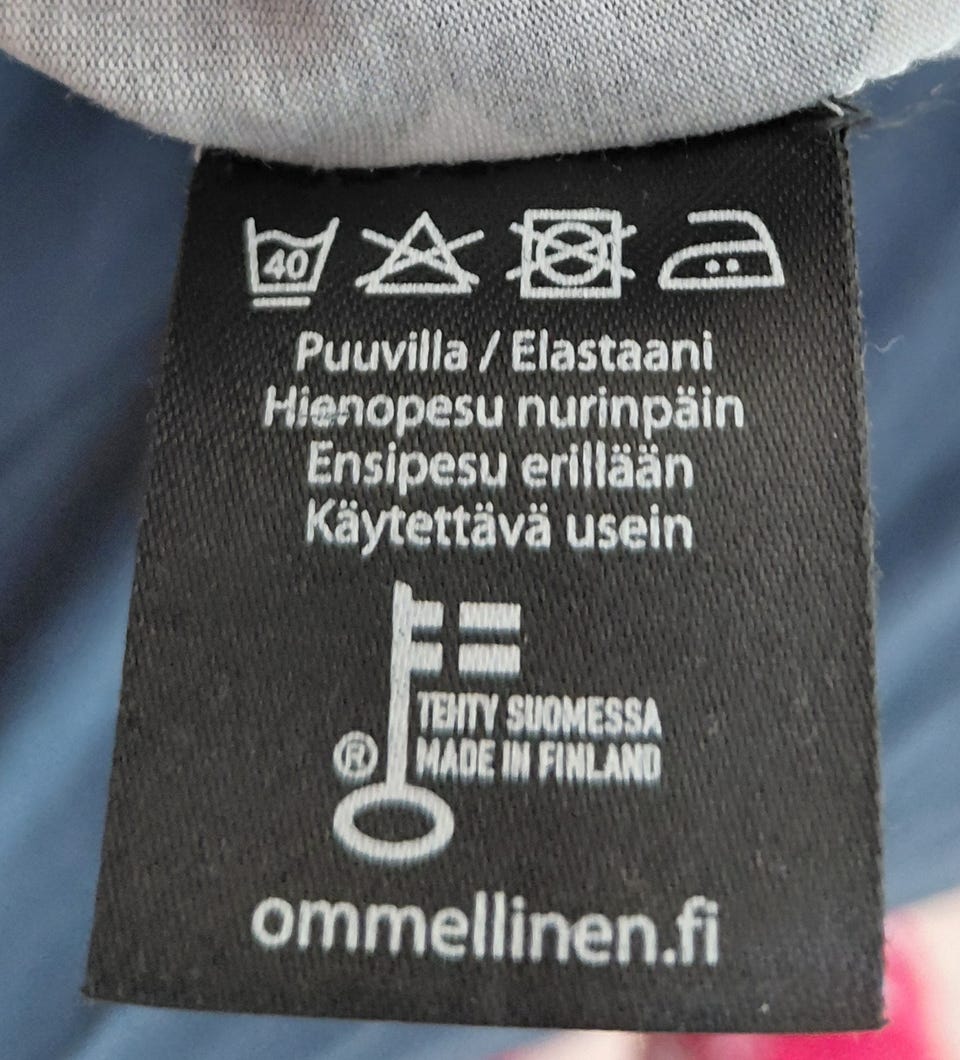 40
Puuvilla / Elastaani
Hienopesu nurinpäin
Ensipesu erillään
Käytettävä usein
TEHTY SUOMESSA
® MADE IN FINLAND
ommellinen.fi